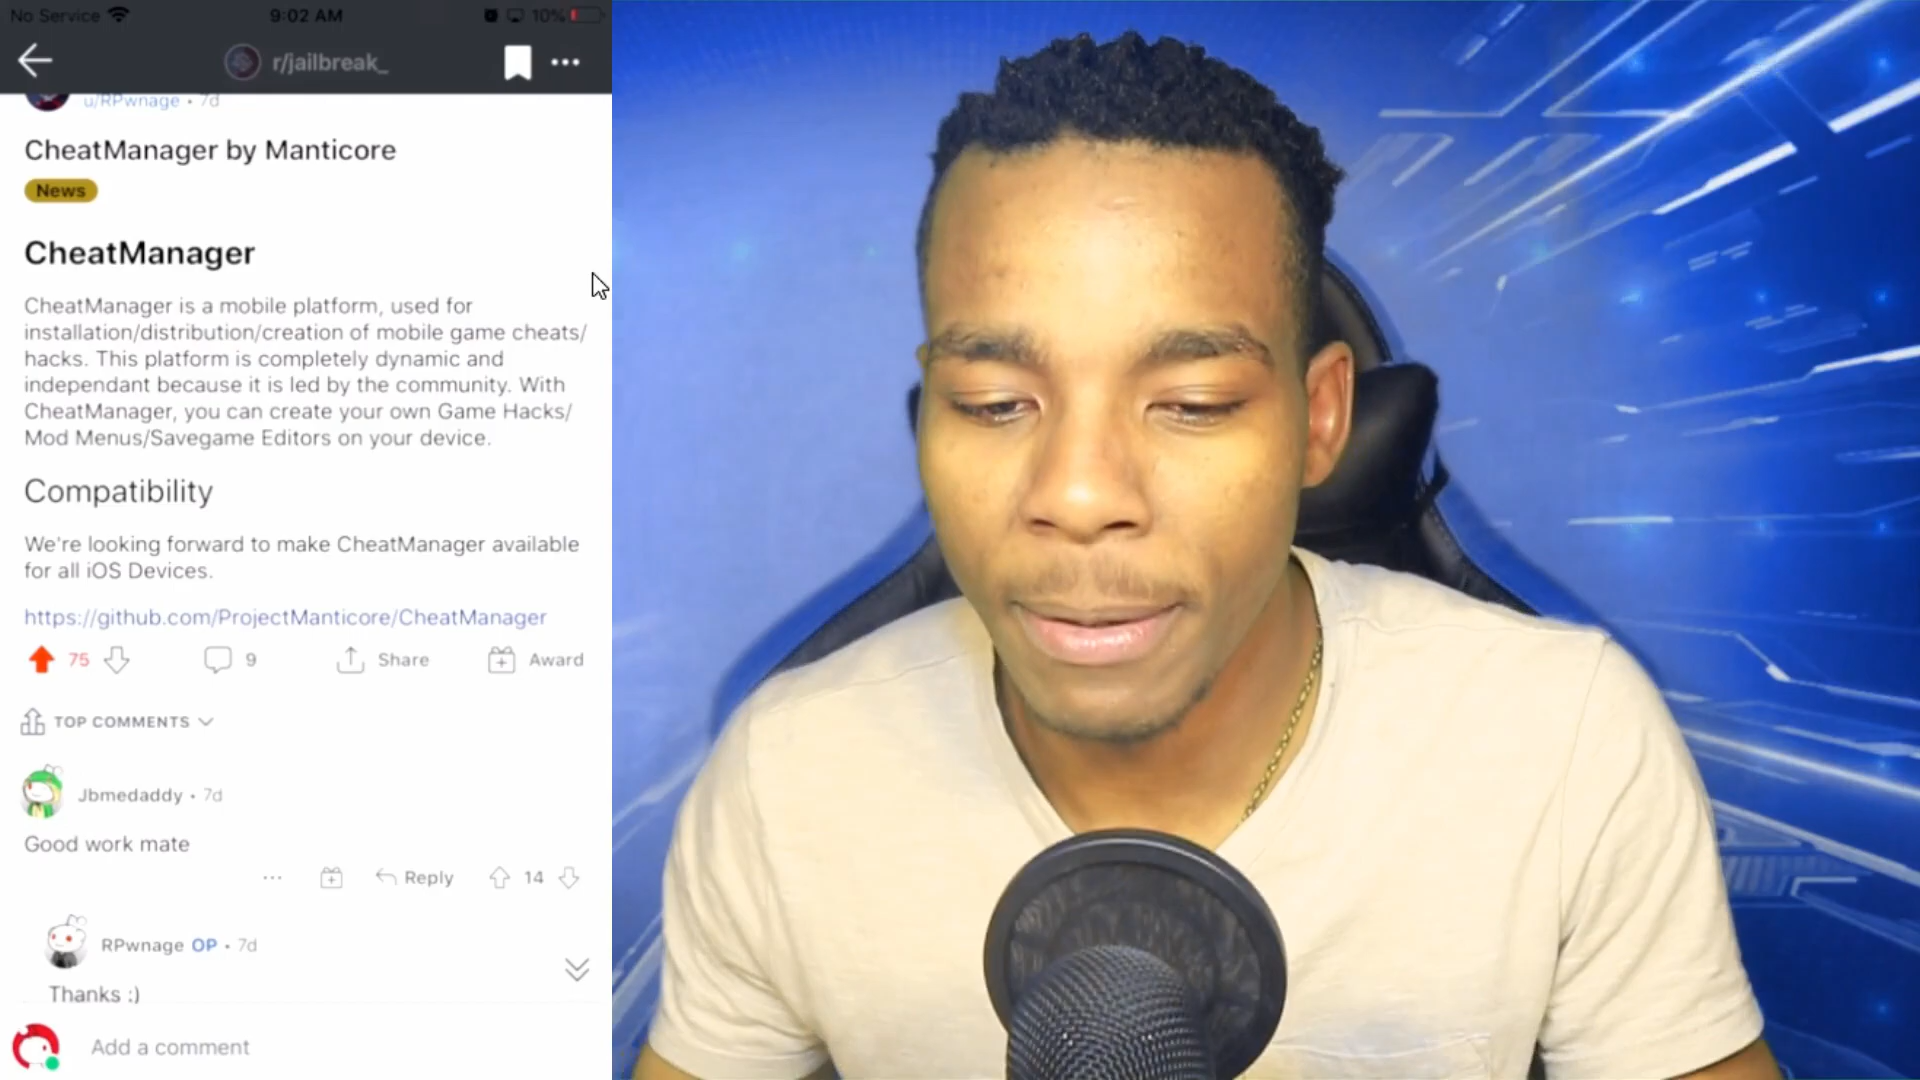 No Service 9:02 AM 10%
r/jailbreak_
u/RPwnage • 7d
CheatManager by Manticore
News
CheatManager
CheatManager is a mobile platform, used for
installation/distribution/creation of mobile game cheats/
hacks. This platform is completely dynamic and
independant because it is led by the community. With
CheatManager, you can create your own Game Hacks/
Mod Menus/Savegame Editors on your device.
Compatibility
We're looking forward to make CheatManager available
for all iOS Devices.
https://github.com/ProjectManticore/CheatManager
75 9 Share Award
TOP COMMENTS
Jbmedaddy • 7d
Good work mate
Reply 14
RPwnage OP • 7d
Thanks :)
Add a comment